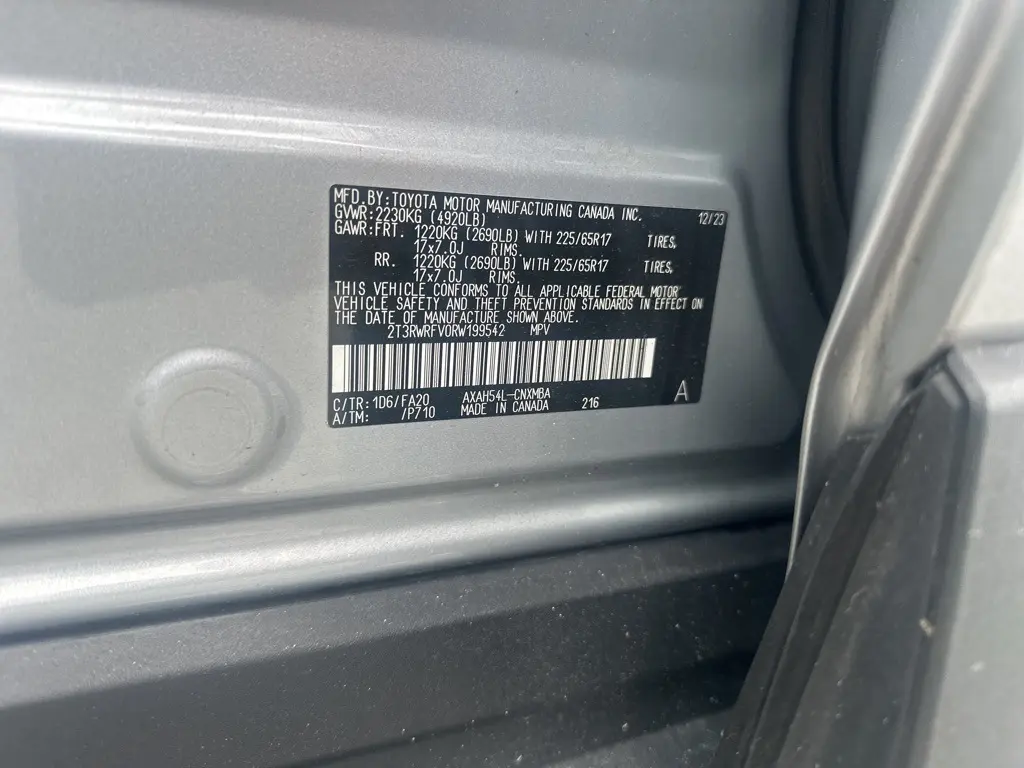 MFD.BY:TOYOTA MOTOR MANUFACTURING CANADA INC. 12/23
GVWR:2230KG (4920LB)
GAWR:FRT. 1220KG (2690LB) WITH 225/65R17 TIRES,
17x7.0J RIMS.
RR. 1220KG (2690LB) WITH 225/65R17 TIRES,
17x7.0J RIMS.
THIS VEHICLE CONFORMS TO ALL APPLICABLE FEDERAL MOTOR
VEHICLE SAFETY AND THEFT PREVENTION STANDARDS IN EFFECT ON
THE DATE OF MANUFACTURE SHOWN ABOVE.
2T3RWRFV0RW199542 MPV
C/TR: 1D6/FA20 AXAH54L-CNXMBA 216 A
A/TM: /P710 MADE IN CANADA